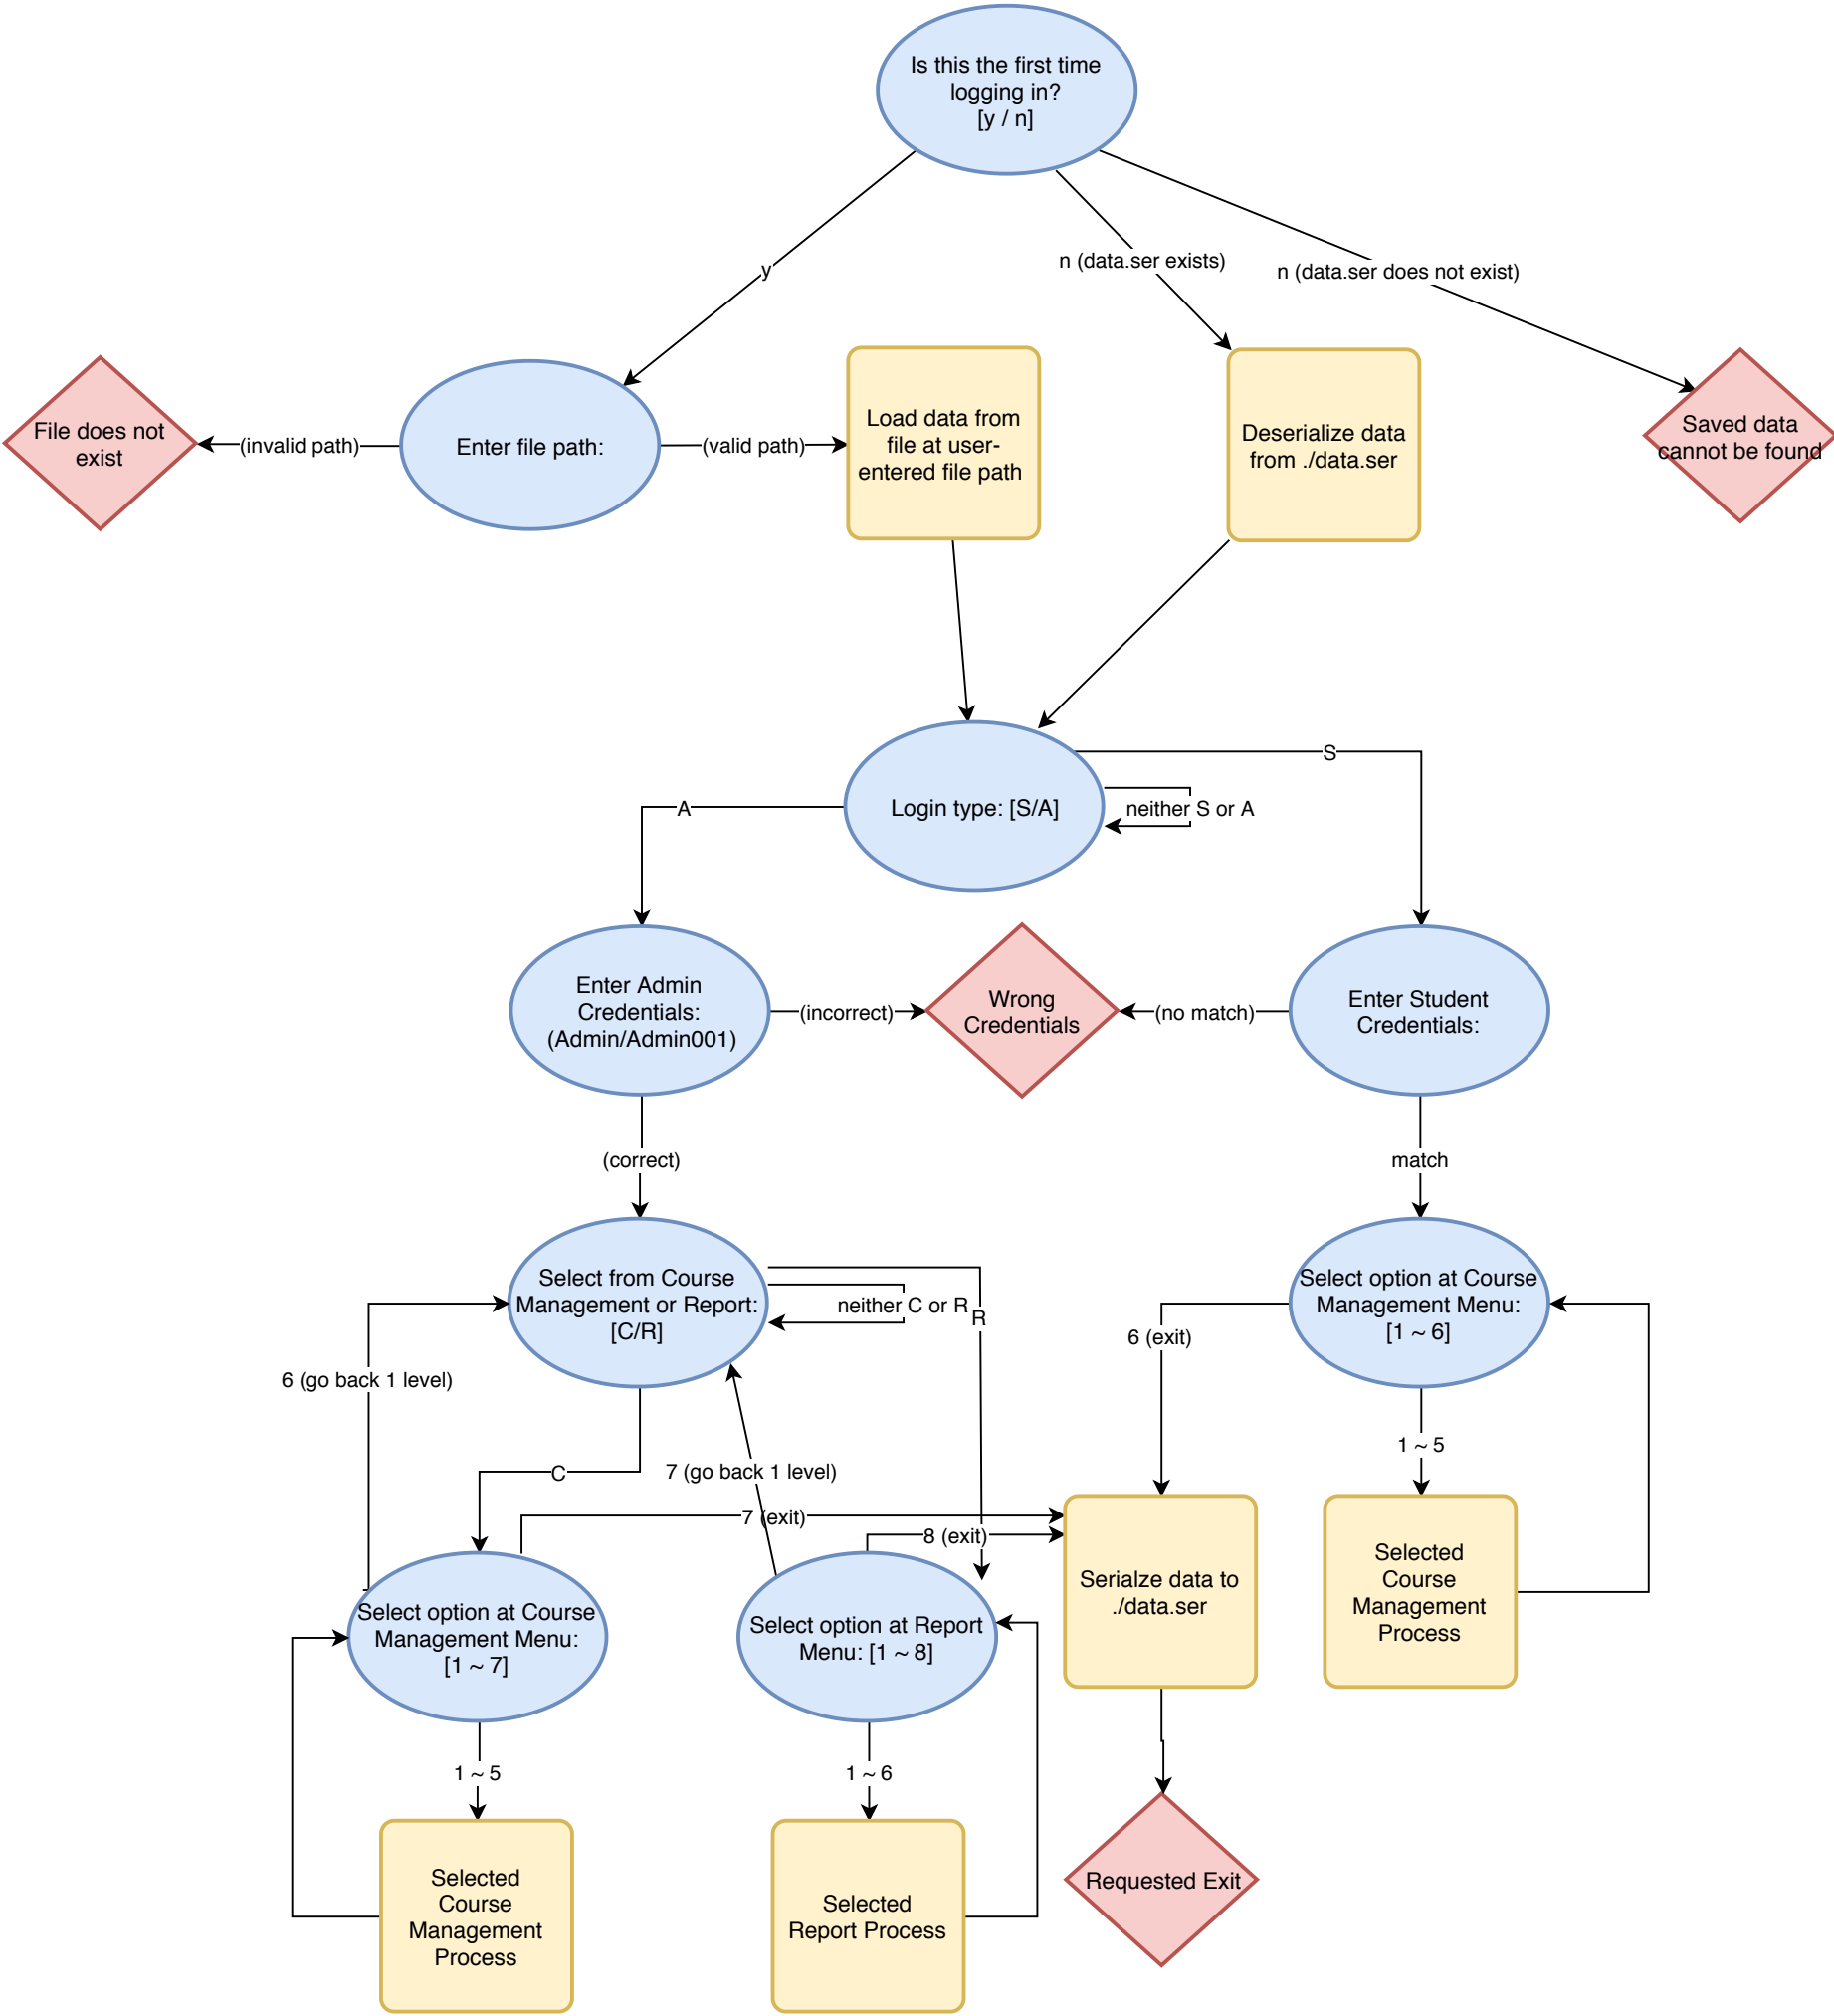 Is this the first time
logging in?
[y / n]
y
n (data.ser exists)
n (data.ser does not exist)
File does not
exist
(invalid path)
Enter file path:
(valid path)
Load data from
file at user-
entered file path
Deserialize data
from ./data.ser
Saved data
cannot be found
Login type: [S/A]
neither S or A
S
A
Enter Admin
Credentials:
(Admin/Admin001)
(incorrect)
Wrong
Credentials
(no match)
Enter Student
Credentials:
(correct)
match
Select from Course
Management or Report:
[C/R]
neither C or R
R
Select option at Course
Management Menu:
[1 ~ 6]
6 (exit)
6 (go back 1 level)
1 ~ 5
C
7 (go back 1 level)
7 (exit)
8 (exit)
Select option at Course
Management Menu:
[1 ~ 7]
Select option at Report
Menu: [1 ~ 8]
Serialze data to
./data.ser
Selected
Course
Management
Process
1 ~ 5
1 ~ 6
Selected
Course
Management
Process
Selected
Report Process
Requested Exit